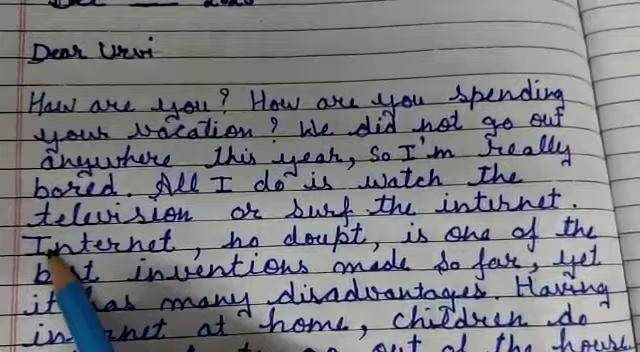 Dear Urvi
How are you? How are you spending
your vacation? We did not go out
anywhere this year, so I'm really
bored. All I do is watch the
television or surf the internet.
Internet, no doubt, is one of the
best inventions made so far, yet
it has many disadvantages. Having
internet at home, children do
out of the house